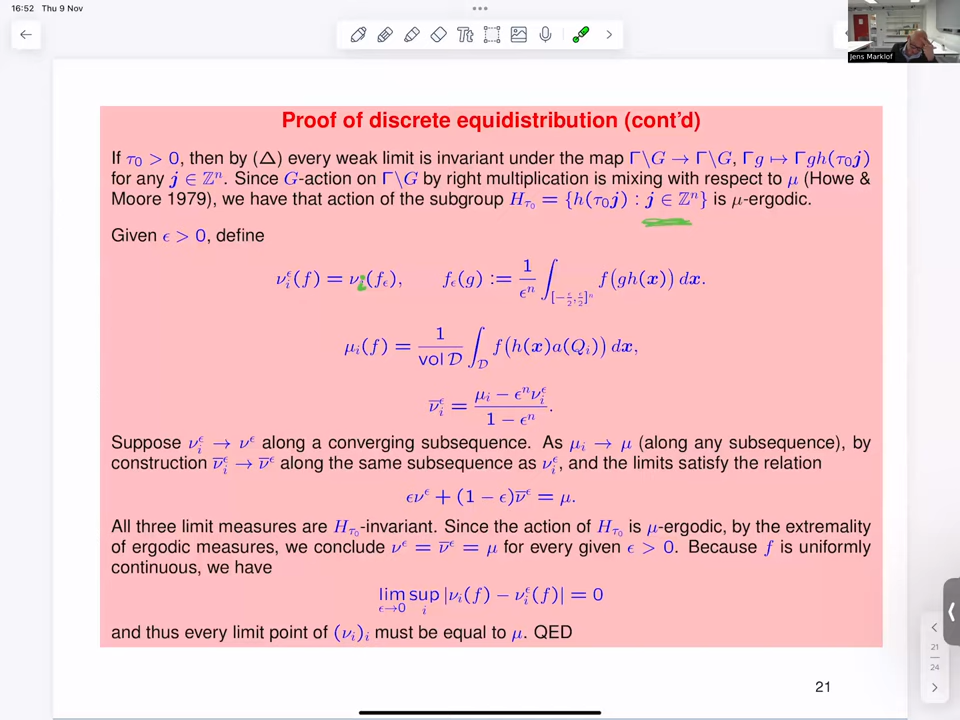 16:52 Thu 9 Nov
Jens Marklof
Proof of discrete equidistribution (cont'd)
If τ₀ > 0, then by (Δ) every weak limit is invariant under the map Γ\G → Γ\G, Γg ↦ Γgh(τ₀j)
for any j ∈ ℤⁿ. Since G-action on Γ\G by right multiplication is mixing with respect to μ (Howe &
Moore 1979), we have that action of the subgroup H_{τ₀} = {h(τ₀j) : j ∈ ℤⁿ} is μ-ergodic.
Given ϵ > 0, define
ν_i^ϵ(f) = ν_i(f_ϵ), f_ϵ(g) := 1/ϵⁿ ∫_{[-ϵ/2,ϵ/2]ⁿ} f(gh(x)) dx.
μ_i(f) = 1/vol D ∫_D f(h(x)a(Q_i)) dx,
ν̅_i^ϵ = (μ_i − ϵⁿν_i^ϵ)/(1 − ϵⁿ).
Suppose ν_i^ϵ → ν^ϵ along a converging subsequence. As μ_i → μ (along any subsequence), by
construction ν̅_i^ϵ → ν̅^ϵ along the same subsequence as ν_i^ϵ, and the limits satisfy the relation
ϵν^ϵ + (1 − ϵ)ν̅^ϵ = μ.
All three limit measures are H_{τ₀}-invariant. Since the action of H_{τ₀} is μ-ergodic, by the extremality
of ergodic measures, we conclude ν^ϵ = ν̅^ϵ = μ for every given ϵ > 0. Because f is uniformly
continuous, we have
lim_{ϵ→0} sup_i |ν_i(f) − ν_i^ϵ(f)| = 0
and thus every limit point of (ν_i)_i must be equal to μ. QED
21
21
24